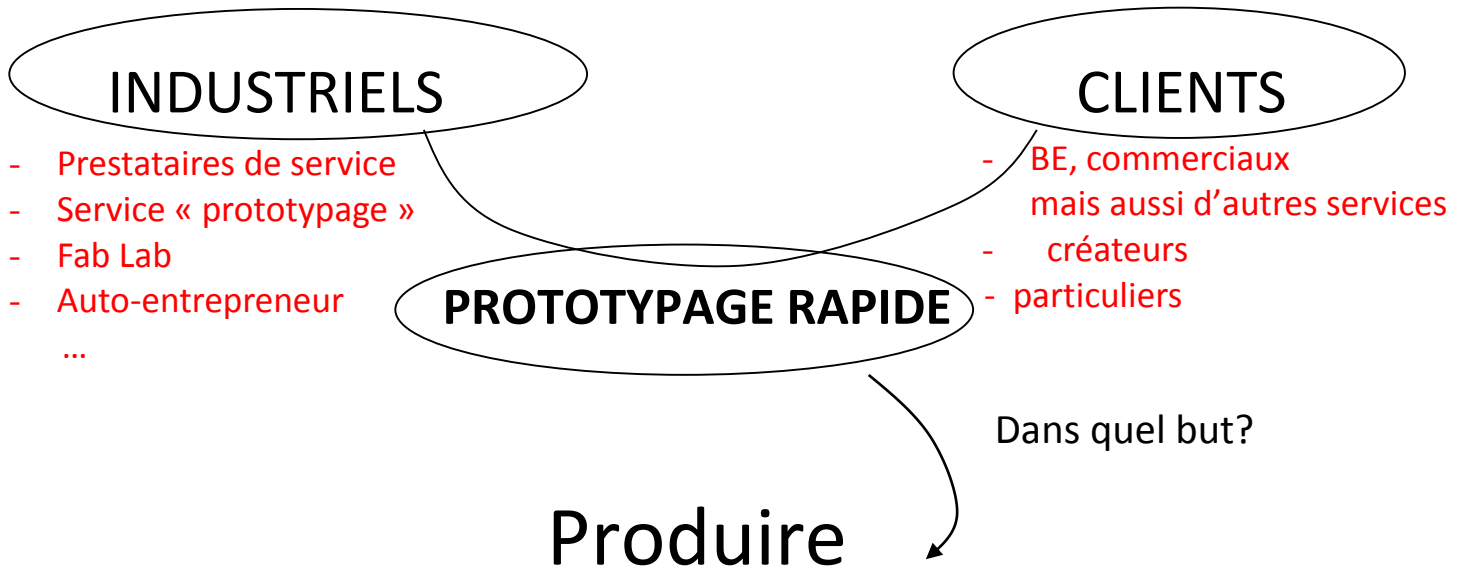 INDUSTRIELS
- Prestataires de service
- Service « prototypage »
- Fab Lab
- Auto-entrepreneur
...
CLIENTS
- BE, commerciaux
mais aussi d’autres services
- créateurs
- particuliers
PROTOTYPAGE RAPIDE
Dans quel but?
Produire